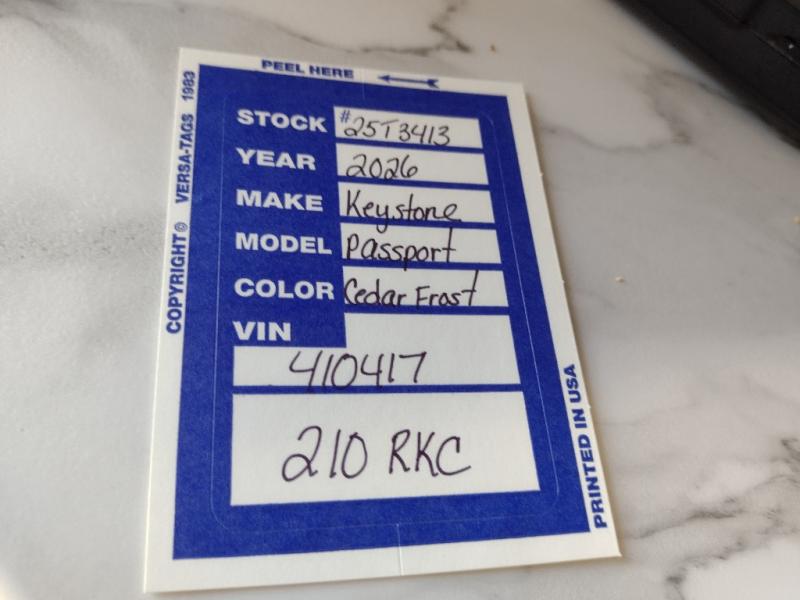 PEEL HERE
COPYRIGHT © VERSA-TAGS 1983
STOCK #25T3413
YEAR 2026
MAKE Keystone
MODEL Passport
COLOR Cedar Frost
VIN
410417
210 RKC
PRINTED IN USA